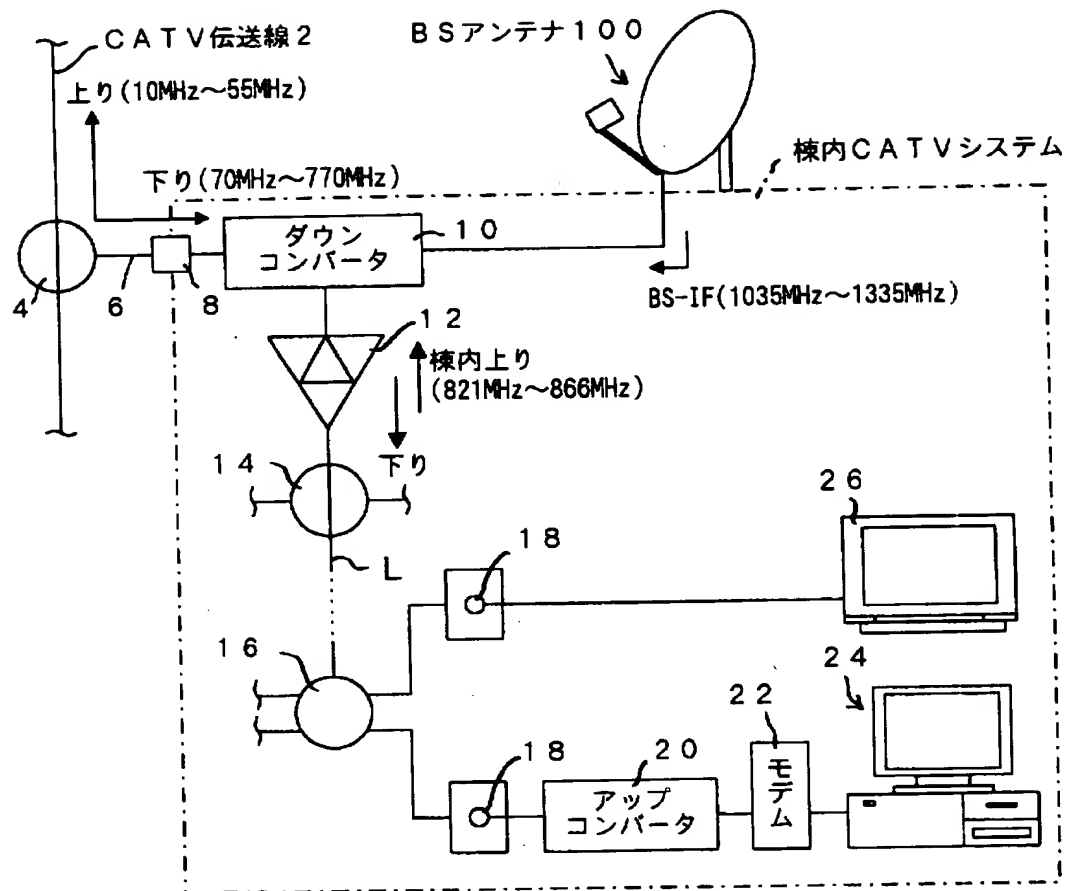 CATV伝送線2
BSアンテナ100
上り(10MHz~55MHz)
棟内CATVシステム
下り(70MHz~770MHz)
ダウン
コンバータ
10
4
6
8
BS-IF(1035MHz~1335MHz)
12
棟内上り
(821MHz~866MHz)
14
下り
26
18
L
16
24
22
18
20
アップ
コンバータ
モデム